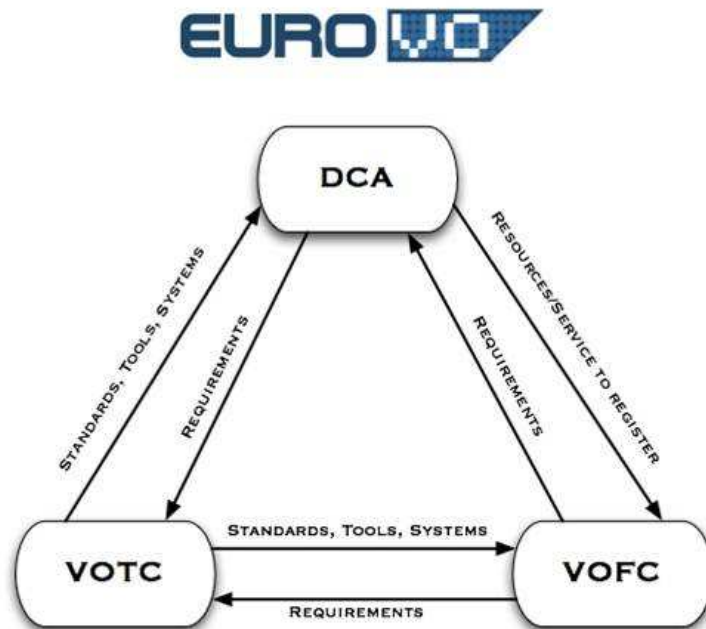 EURO VO
DCA
STANDARDS, TOOLS, SYSTEMS
REQUIREMENTS
REQUIREMENTS
RESOURCES/SERVICE TO REGISTER
STANDARDS, TOOLS, SYSTEMS
VOTC
VOFC
REQUIREMENTS